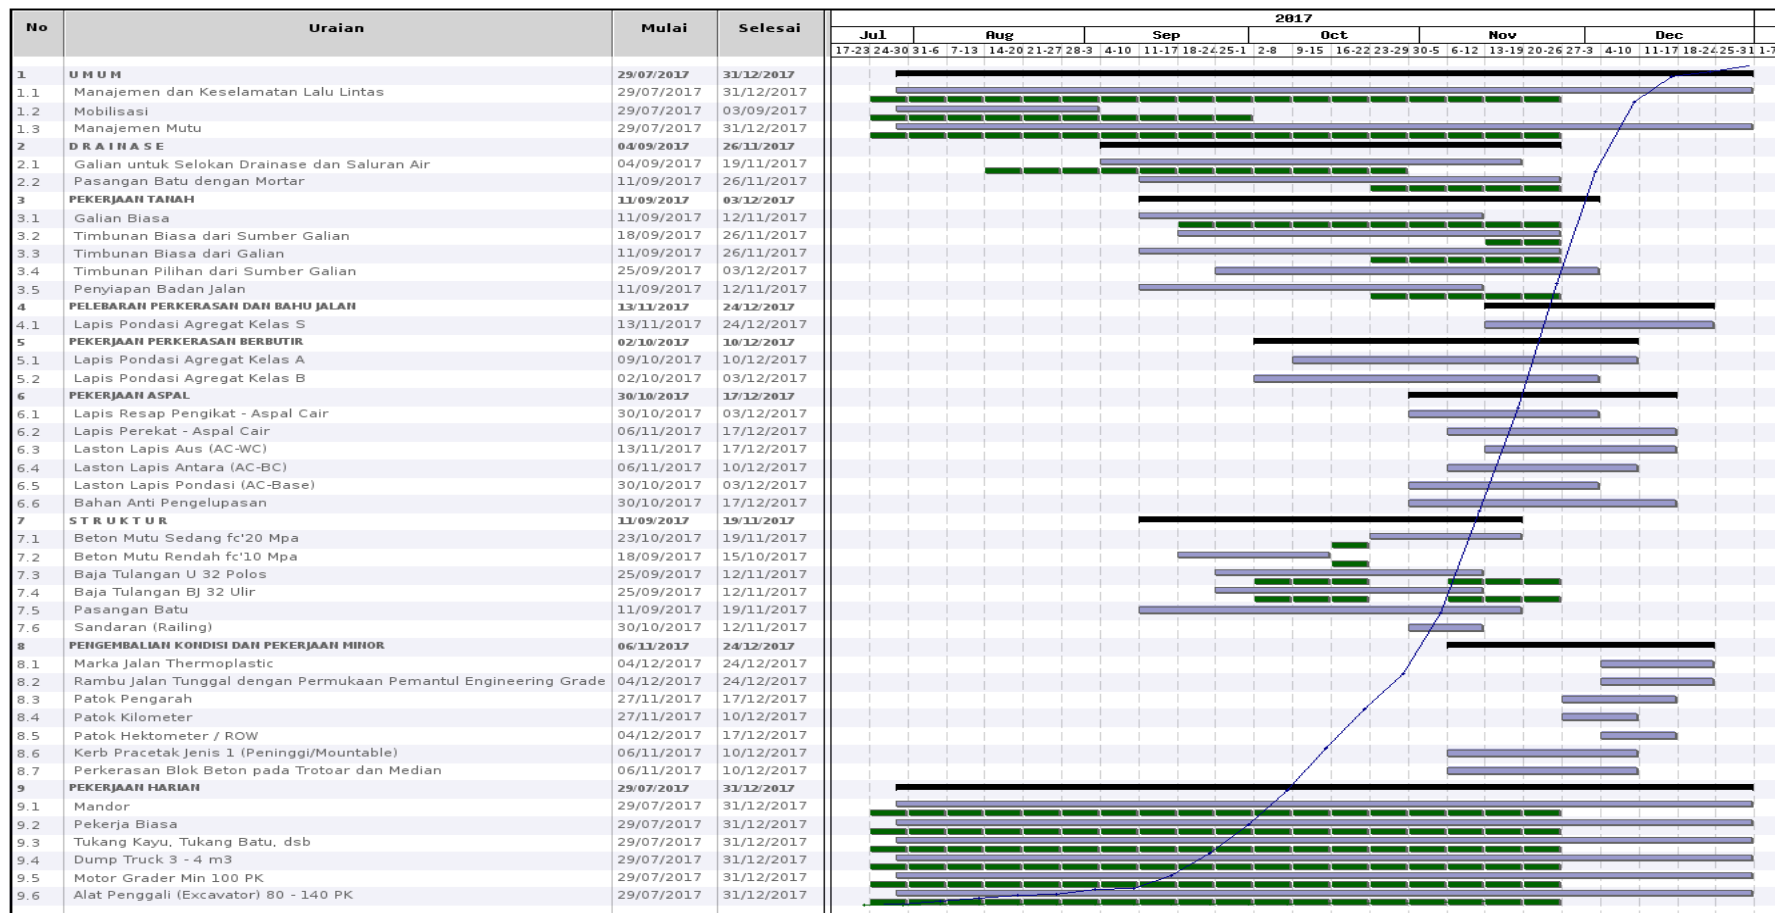 No Uraian Mulai Selesai 2017
Jul Aug Sep Oct Nov Dec
17-23 24-30 31-6 7-13 14-20 21-27 28-3 4-10 11-17 18-24 25-1 2-8 9-15 16-22 23-29 30-5 6-12 13-19 20-26 27-3 4-10 11-17 18-24 25-31 1-7
1 U M U M 29/07/2017 31/12/2017
1.1 Manajemen dan Keselamatan Lalu Lintas 29/07/2017 31/12/2017
1.2 Mobilisasi 29/07/2017 03/09/2017
1.3 Manajemen Mutu 29/07/2017 31/12/2017
2 D R A I N A S E 04/09/2017 26/11/2017
2.1 Galian untuk Selokan Drainase dan Saluran Air 04/09/2017 19/11/2017
2.2 Pasangan Batu dengan Mortar 11/09/2017 26/11/2017
3 PEKERJAAN TANAH 11/09/2017 03/12/2017
3.1 Galian Biasa 11/09/2017 12/11/2017
3.2 Timbunan Biasa dari Sumber Galian 18/09/2017 26/11/2017
3.3 Timbunan Biasa dari Galian 11/09/2017 26/11/2017
3.4 Timbunan Pilihan dari Sumber Galian 25/09/2017 03/12/2017
3.5 Penyiapan Badan Jalan 11/09/2017 12/11/2017
4 PELEBARAN PERKERASAN DAN BAHU JALAN 13/11/2017 24/12/2017
4.1 Lapis Pondasi Agregat Kelas S 13/11/2017 24/12/2017
5 PEKERJAAN PERKERASAN BERBUTIR 02/10/2017 10/12/2017
5.1 Lapis Pondasi Agregat Kelas A 09/10/2017 10/12/2017
5.2 Lapis Pondasi Agregat Kelas B 02/10/2017 03/12/2017
6 PEKERJAAN ASPAL 30/10/2017 17/12/2017
6.1 Lapis Resap Pengikat - Aspal Cair 30/10/2017 03/12/2017
6.2 Lapis Perekat - Aspal Cair 06/11/2017 17/12/2017
6.3 Laston Lapis Aus (AC-WC) 13/11/2017 17/12/2017
6.4 Laston Lapis Antara (AC-BC) 06/11/2017 10/12/2017
6.5 Laston Lapis Pondasi (AC-Base) 30/10/2017 03/12/2017
6.6 Bahan Anti Pengelupasan 30/10/2017 17/12/2017
7 S T R U K T U R 11/09/2017 19/11/2017
7.1 Beton Mutu Sedang fc'20 Mpa 23/10/2017 19/11/2017
7.2 Beton Mutu Rendah fc'10 Mpa 18/09/2017 15/10/2017
7.3 Baja Tulangan U 32 Polos 25/09/2017 12/11/2017
7.4 Baja Tulangan BJ 32 Ulir 25/09/2017 12/11/2017
7.5 Pasangan Batu 11/09/2017 19/11/2017
7.6 Sandaran (Railing) 30/10/2017 12/11/2017
8 PENGEMBALIAN KONDISI DAN PEKERJAAN MINOR 06/11/2017 24/12/2017
8.1 Marka Jalan Thermoplastic 04/12/2017 24/12/2017
8.2 Rambu Jalan Tunggal dengan Permukaan Pemantul Engineering Grade 04/12/2017 24/12/2017
8.3 Patok Pengarah 27/11/2017 17/12/2017
8.4 Patok Kilometer 27/11/2017 10/12/2017
8.5 Patok Hektometer / ROW 04/12/2017 17/12/2017
8.6 Kerb Pracetak Jenis 1 (Peninggi/Mountable) 06/11/2017 10/12/2017
8.7 Perkerasan Blok Beton pada Trotoar dan Median 06/11/2017 10/12/2017
9 PEKERJAAN HARIAN 29/07/2017 31/12/2017
9.1 Mandor 29/07/2017 31/12/2017
9.2 Pekerja Biasa 29/07/2017 31/12/2017
9.3 Tukang Kayu, Tukang Batu, dsb 29/07/2017 31/12/2017
9.4 Dump Truck 3 - 4 m3 29/07/2017 31/12/2017
9.5 Motor Grader Min 100 PK 29/07/2017 31/12/2017
9.6 Alat Penggali (Excavator) 80 - 140 PK 29/07/2017 31/12/2017